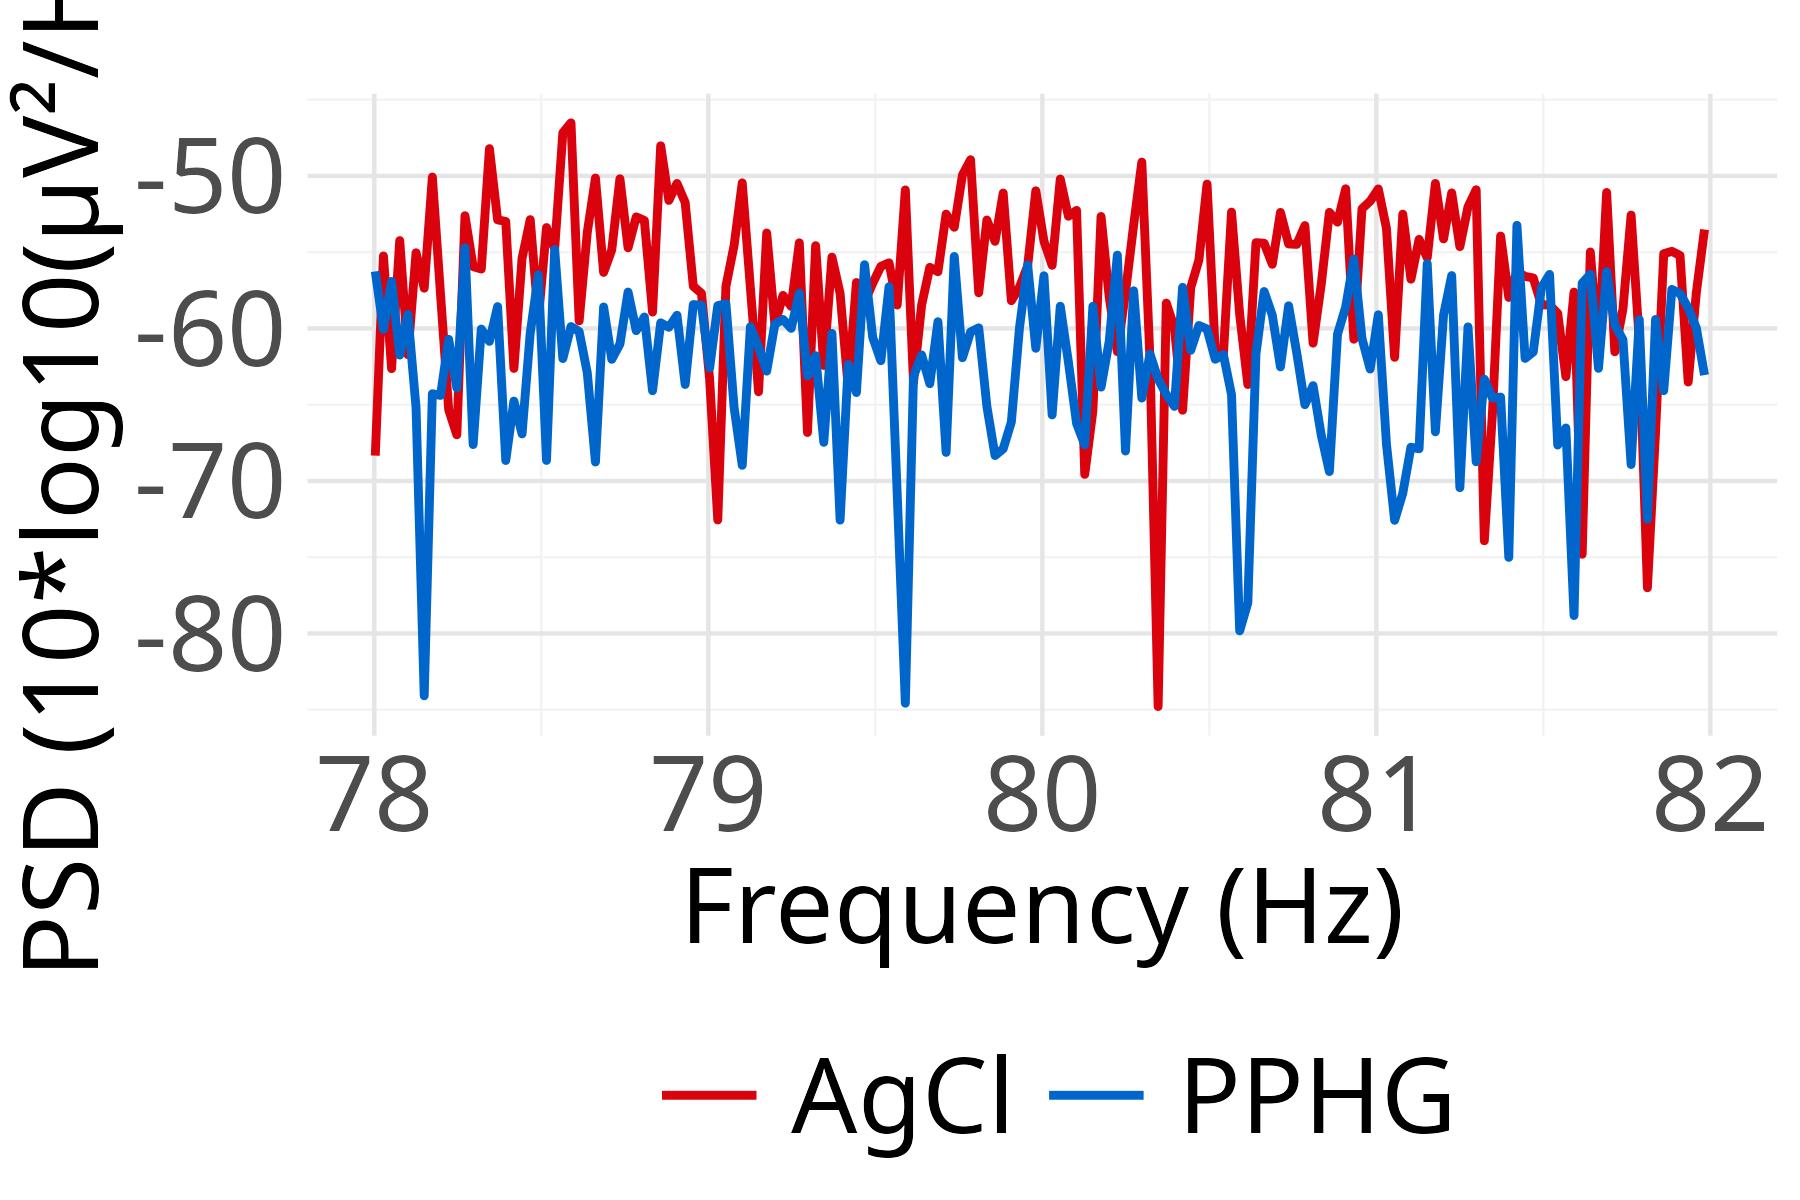 PSD (10*log10(µV²/H
-50
-60
-70
-80
78 79 80 81 82
Frequency (Hz)
AgCl PPHG